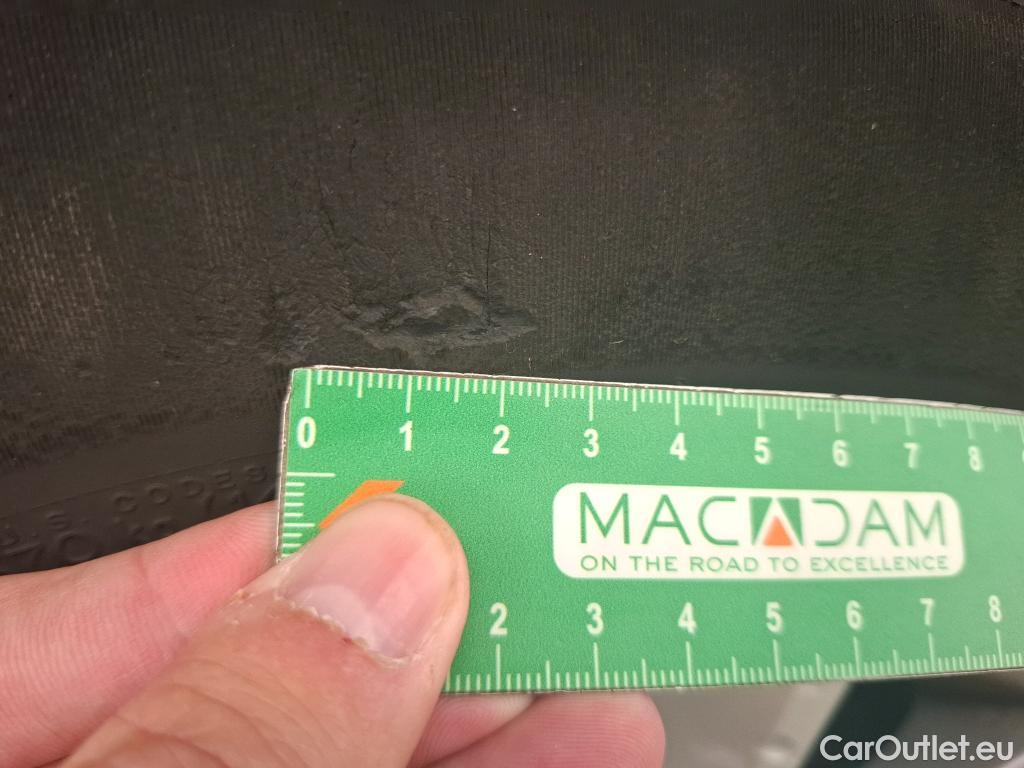 CODES
0 1 2 3 4 5 6 7 8
MACADAM
ON THE ROAD TO EXCELLENCE
2 3 4 5 6 7 8
CarOutlet.eu